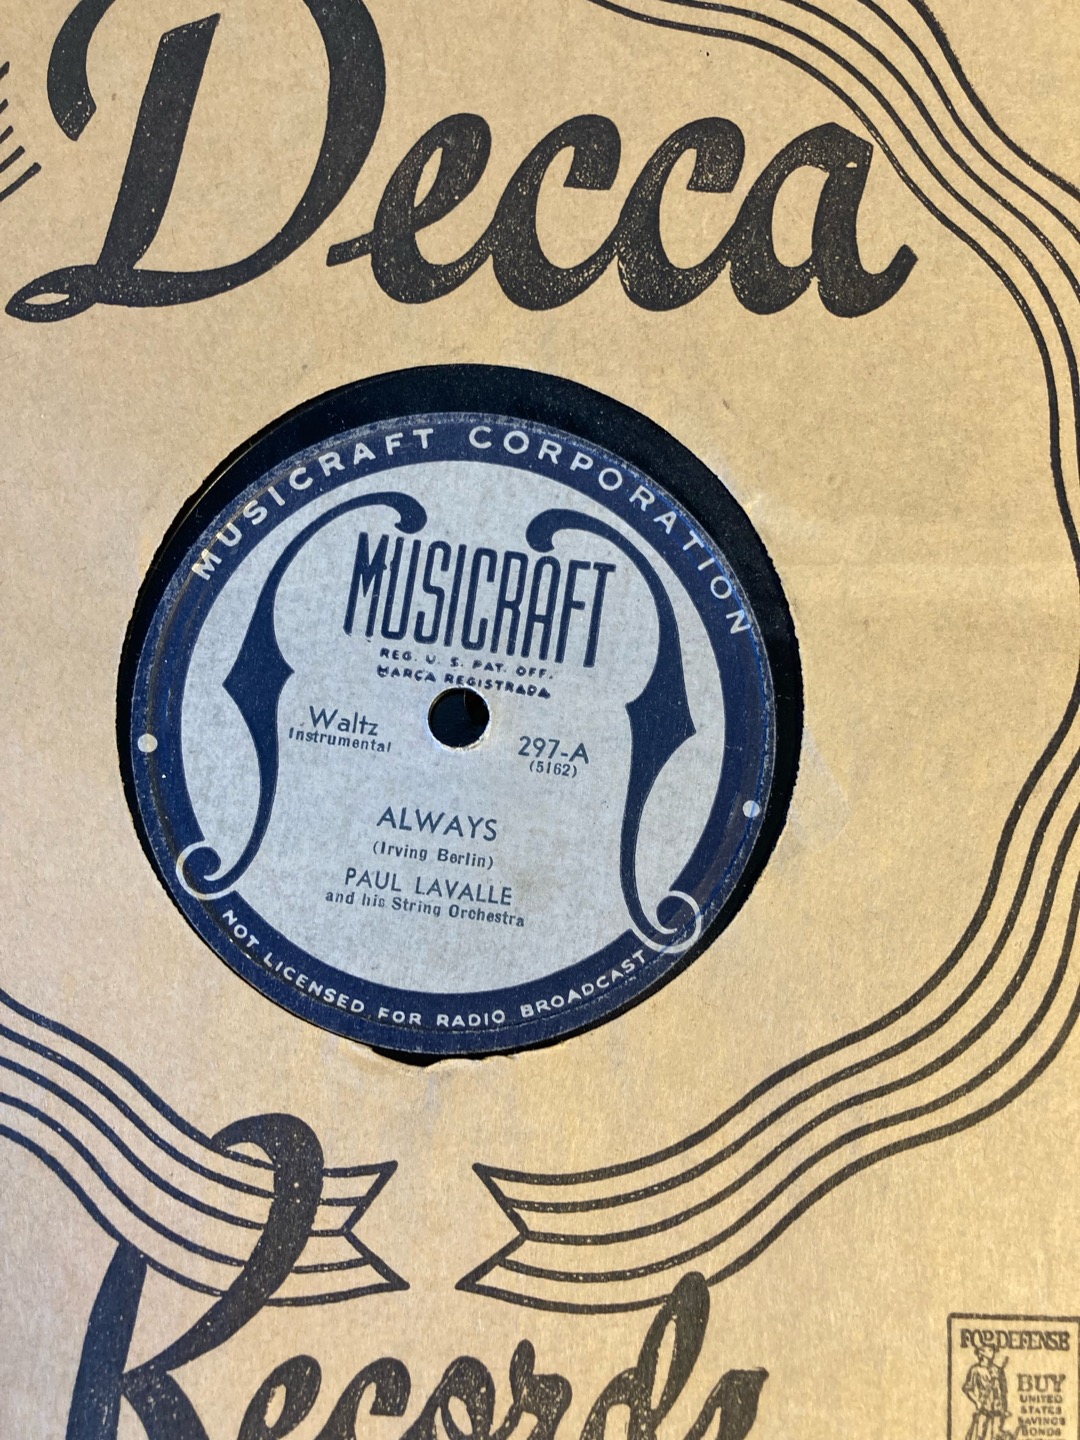 Decca
MUSICRAFT CORPORATION
MUSICRAFT
REG. U. S. PAT. OFF.
MARCA REGISTRADA
Waltz
Instrumental
297-A
(5162)
ALWAYS
(Irving Berlin)
PAUL LAVALLE
and his String Orchestra
NOT LICENSED FOR RADIO BROADCAST
Records
FOR DEFENSE
BUY
UNITED
STATES
SAVINGS
BONDS